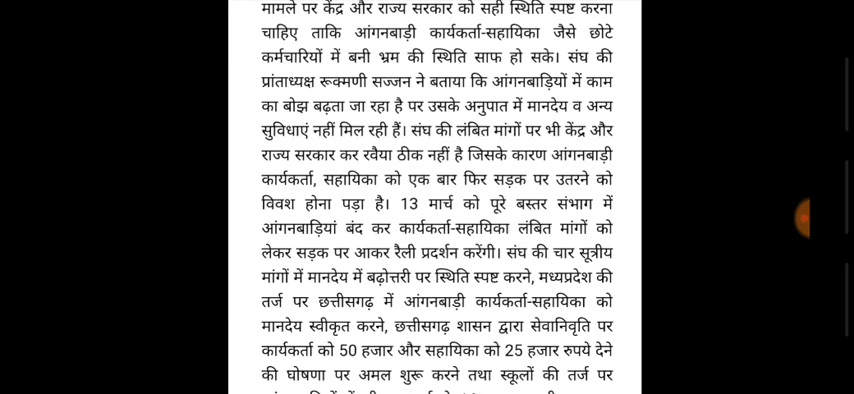 मामले पर केंद्र और राज्य सरकार को सही स्थिति स्पष्ट करना
चाहिए ताकि आंगनबाड़ी कार्यकर्ता-सहायिका जैसे छोटे
कर्मचारियों में बनी भ्रम की स्थिति साफ हो सके। संघ की
प्रांताध्यक्ष रूक्मणी सज्जन ने बताया कि आंगनबाड़ियों में काम
का बोझ बढ़ता जा रहा है पर उसके अनुपात में मानदेय व अन्य
सुविधाएं नहीं मिल रही हैं। संघ की लंबित मांगों पर भी केंद्र और
राज्य सरकार कर रवैया ठीक नहीं है जिसके कारण आंगनबाड़ी
कार्यकर्ता, सहायिका को एक बार फिर सड़क पर उतरने को
विवश होना पड़ा है। 13 मार्च को पूरे बस्तर संभाग में
आंगनबाड़ियां बंद कर कार्यकर्ता-सहायिका लंबित मांगों को
लेकर सड़क पर आकर रैली प्रदर्शन करेंगी। संघ की चार सूत्रीय
मांगों में मानदेय में बढ़ोत्तरी पर स्थिति स्पष्ट करने, मध्यप्रदेश की
तर्ज पर छत्तीसगढ़ में आंगनबाड़ी कार्यकर्ता-सहायिका को
मानदेय स्वीकृत करने, छत्तीसगढ़ शासन द्वारा सेवानिवृति पर
कार्यकर्ता को 50 हजार और सहायिका को 25 हजार रुपये देने
की घोषणा पर अमल शुरू करने तथा स्कूलों की तर्ज पर